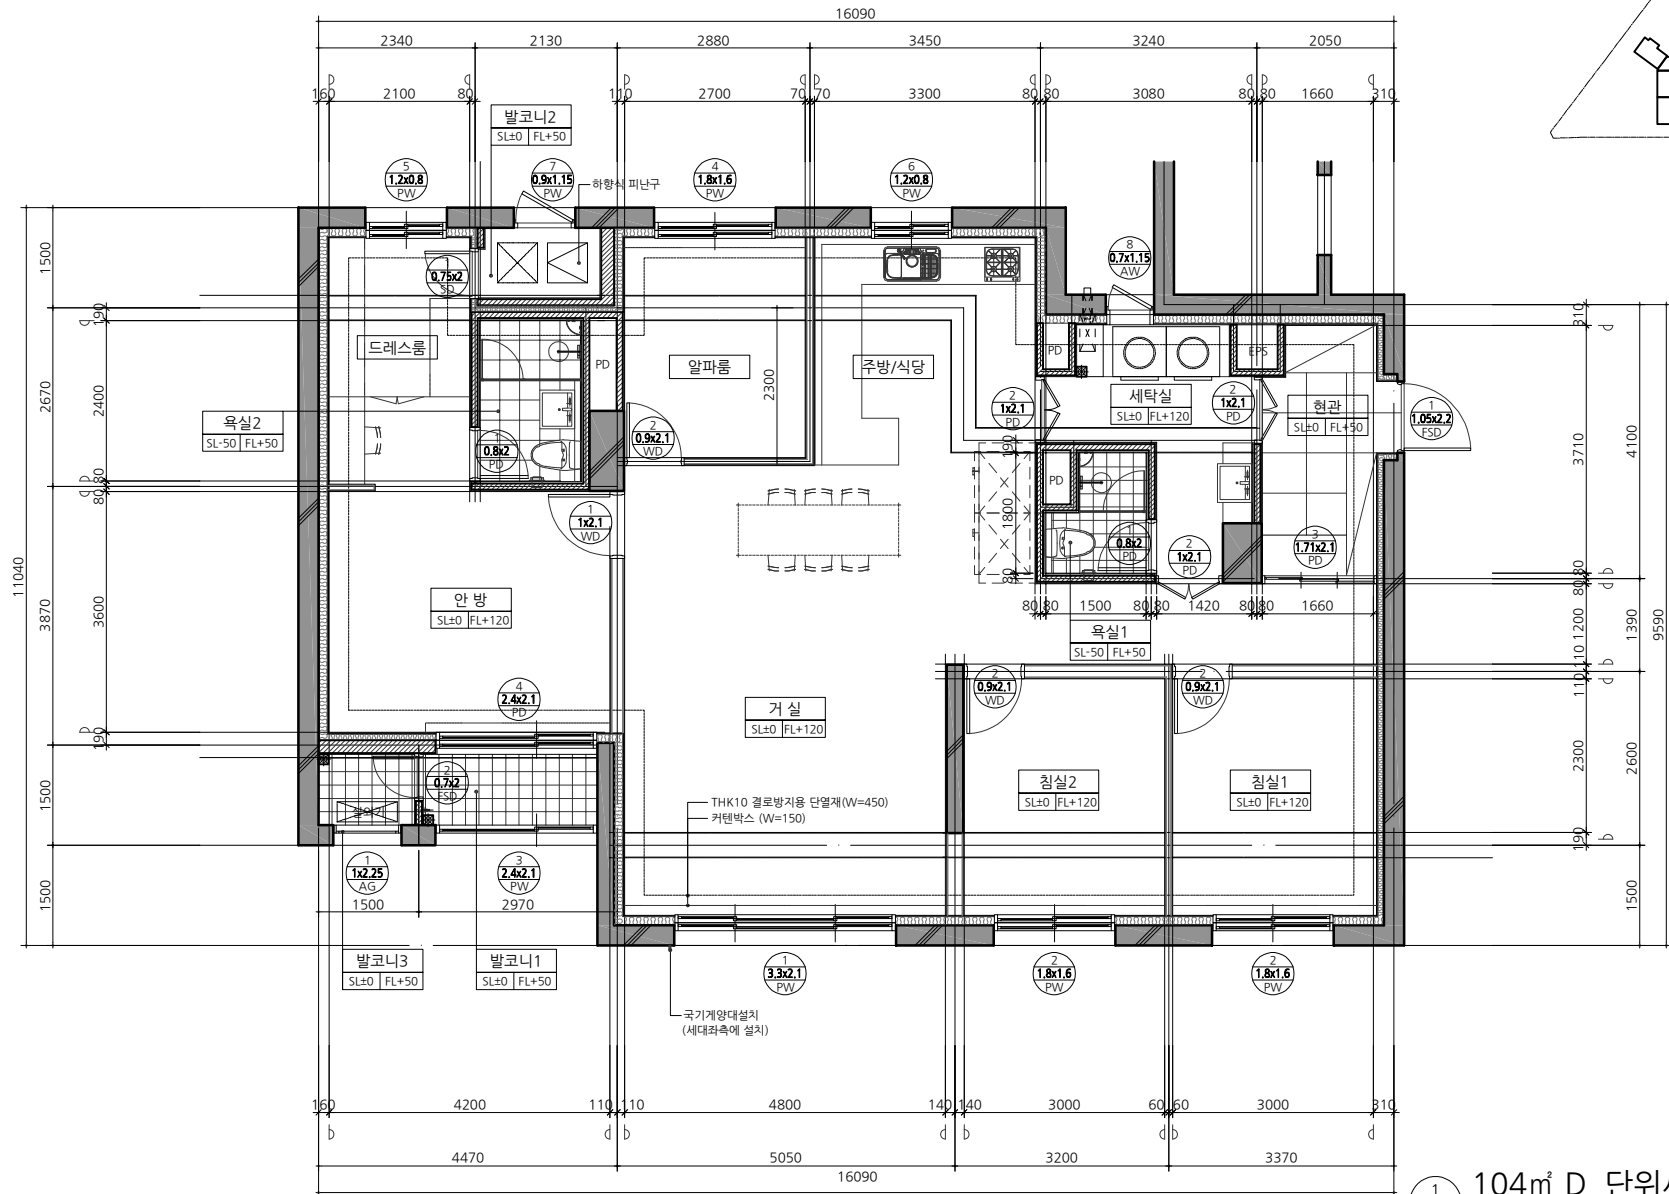 16090
2340 2130 2880 3450 3240 2050
160 2100 80 110 2700 70 70 3300 80 80 3080 80 80 1660 310
발코니2
SL±0 FL+50
5 1.2x0.8 PW
7 0.9x1.15 PW
하향식 피난구
4 1.8x1.6 PW
6 1.2x0.8 PW
8 0.7x1.15 AW
1 0.75x2 SD
드레스룸
PD
알파룸
2300
주방/식당
PD
EPS
세탁실
SL±0 FL+120
현관
SL±0 FL+50
2 1x2.1 PD
2 1x2.1 PD
1 1.05x2.2 FSD
욕실2
SL-50 FL+50
1 0.8x2 PD
2 0.9x2.1 WD
190
PD
1800
80
1 0.8x2 PD
2 1x2.1 PD
3 1.71x2.1 PD
1 1x2.1 WD
안 방
SL±0 FL+120
80 80 1500 80 80 1420 80 80 1660
욕실1
SL-50 FL+50
4 2.4x2.1 PD
거 실
SL±0 FL+120
2 0.9x2.1 WD
2 0.9x2.1 WD
2 0.7x2 FSD
침실2
SL±0 FL+120
침실1
SL±0 FL+120
THK10 결로방지용 단열재(W=450)
커텐박스 (W=150)
1 1x2.25 AG
3 2.4x2.1 PW
1500 2970
발코니3
SL±0 FL+50
발코니1
SL±0 FL+50
1 3.3x2.1 PW
2 1.8x1.6 PW
2 1.8x1.6 PW
국기게양대설치
(세대좌측에 설치)
11040
1500 2670 3870 1500 1500
190 2400 80 80 3600 190
310 3710 80 80 1200 110 110 2300 190
4100 1390 2600 1500
9590
160 4200 110 110 4800 140 140 3000 60 60 3000 310
4470 5050 3200 3370
16090
1 104㎡ D 단위